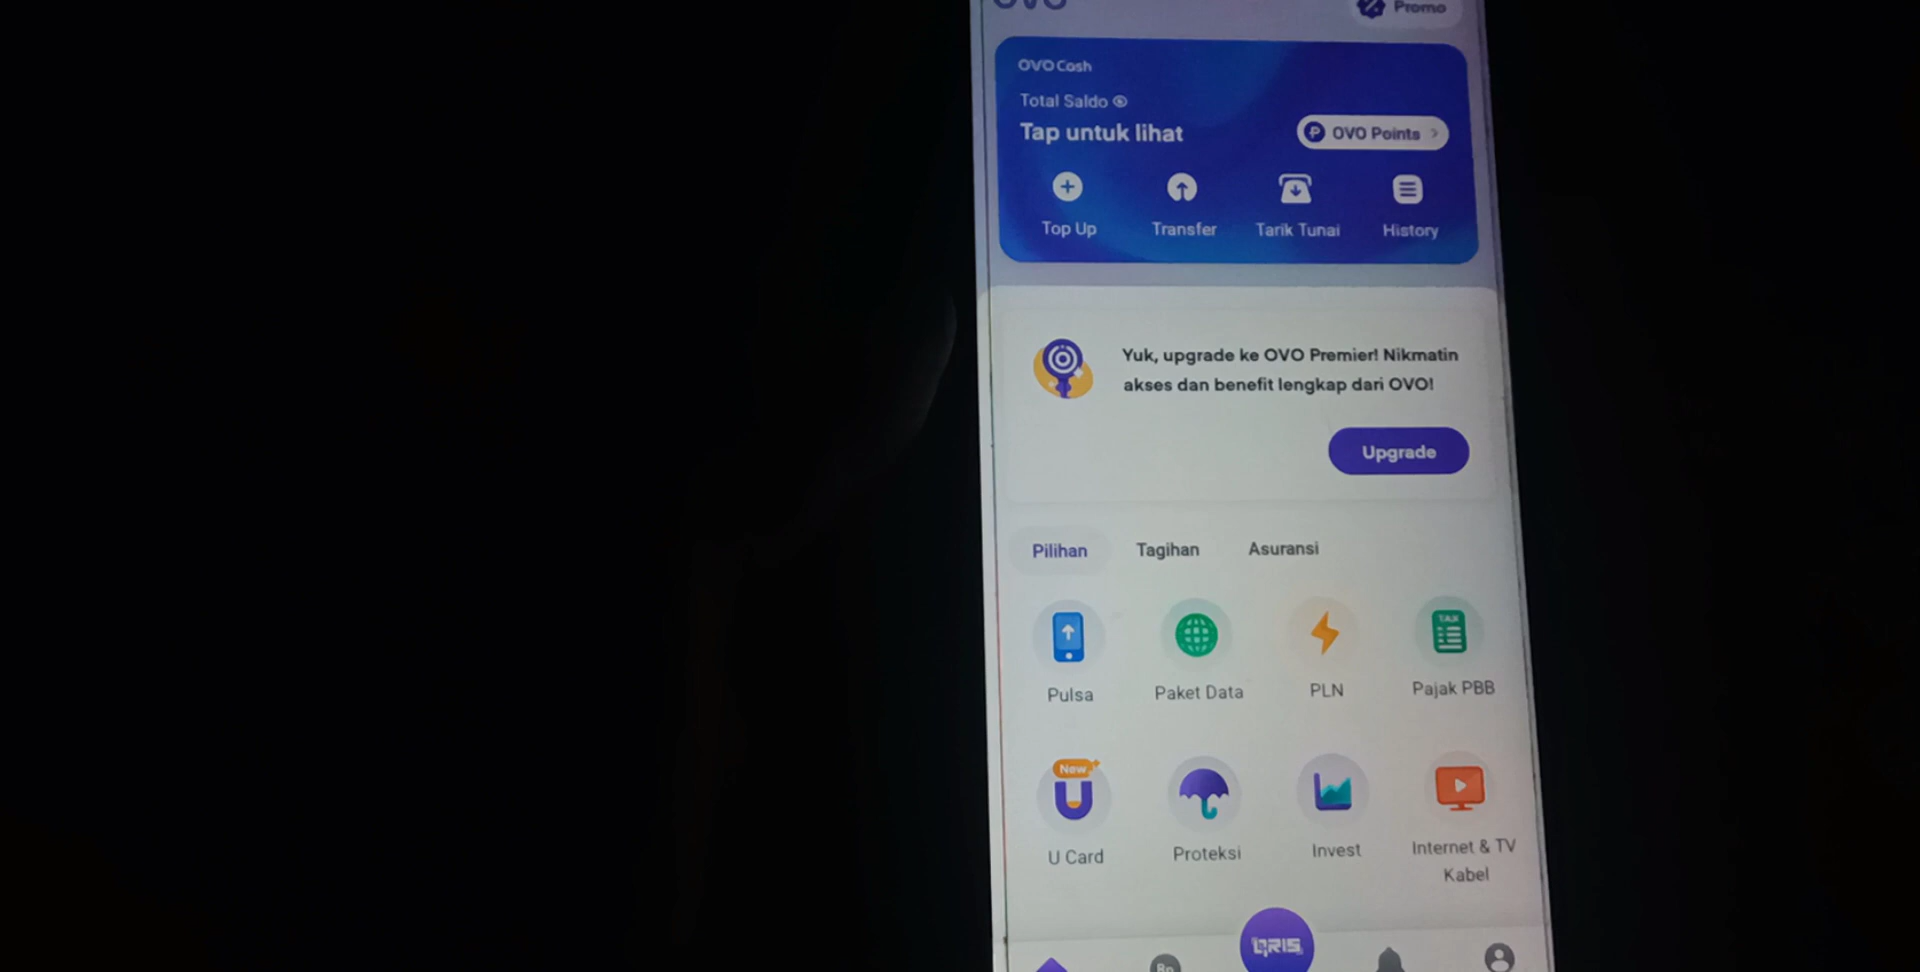 OVO
Promo
OVO Cash
Total Saldo
Tap untuk lihat
OVO Points
Top Up
Transfer
Tarik Tunai
History
Yuk, upgrade ke OVO Premier! Nikmatin
akses dan benefit lengkap dari OVO!
Upgrade
Pilihan
Tagihan
Asuransi
TAX
Pulsa
Paket Data
PLN
Pajak PBB
New
U Card
Proteksi
Invest
Internet & TV
Kabel
QRIS
Rp